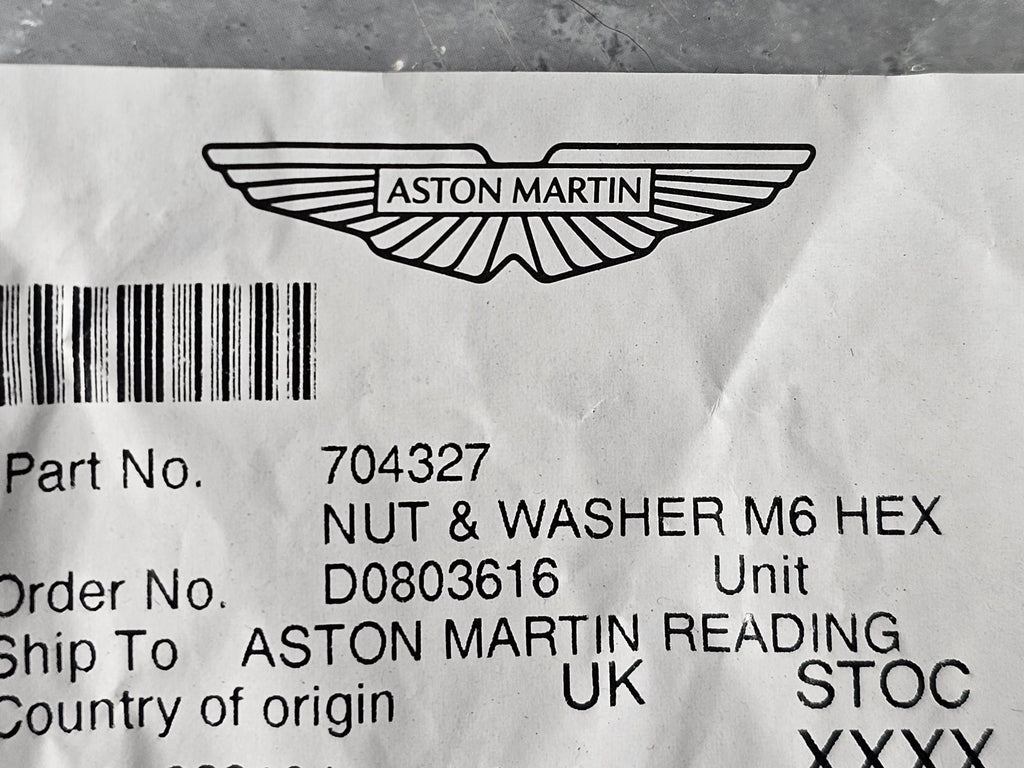 ASTON MARTIN
Part No. 704327
NUT & WASHER M6 HEX
Order No. D0803616 Unit
Ship To ASTON MARTIN READING
Country of origin UK STOC
XXXX